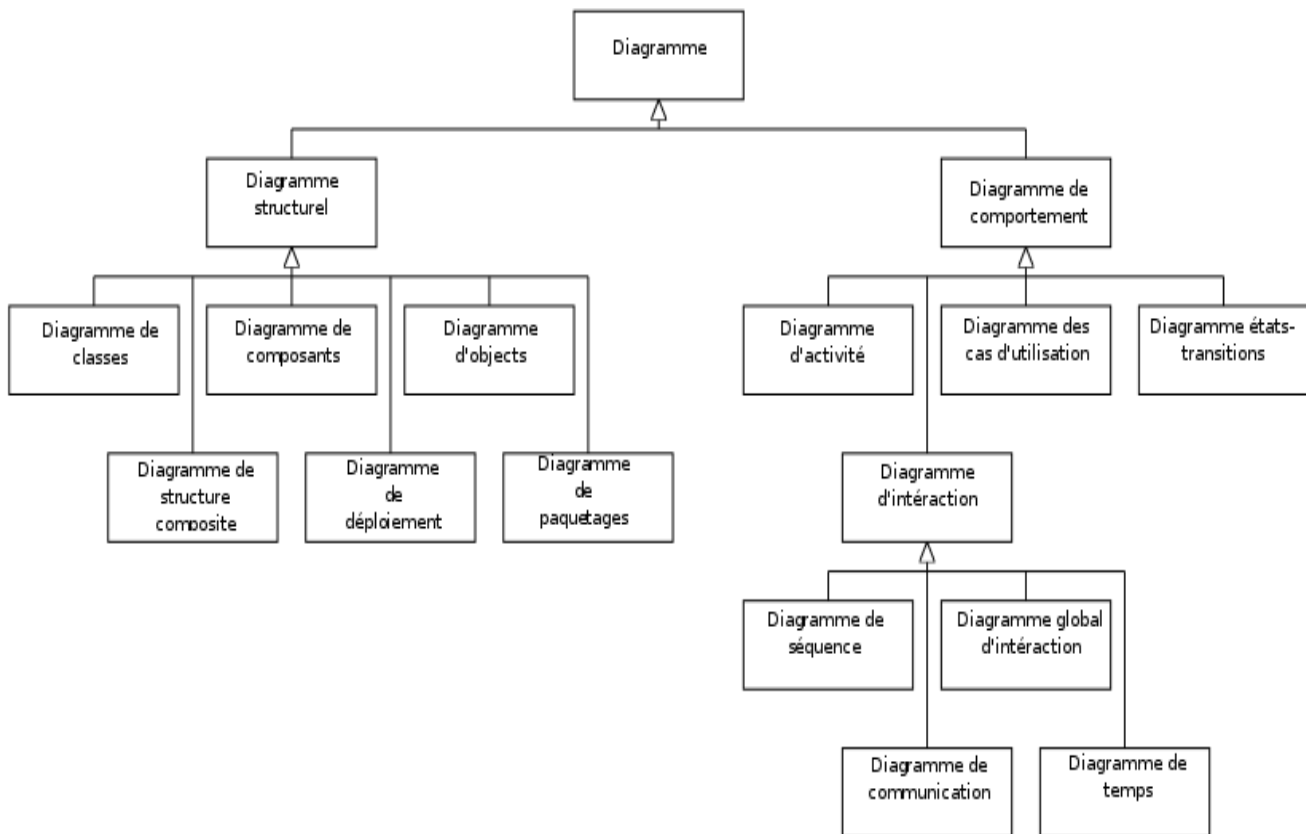 Diagramme
Diagramme
structurel
Diagramme de
comportement
Diagramme de
classes
Diagramme de
composants
Diagramme
d'objects
Diagramme
d'activité
Diagramme des
cas d'utilisation
Diagramme états-
transitions
Diagramme de
structure
composite
Diagramme
de
déploiement
Diagramme
de
paquetages
Diagramme
d'intéraction
Diagramme de
séquence
Diagramme global
d'intéraction
Diagramme de
communication
Diagramme de
temps